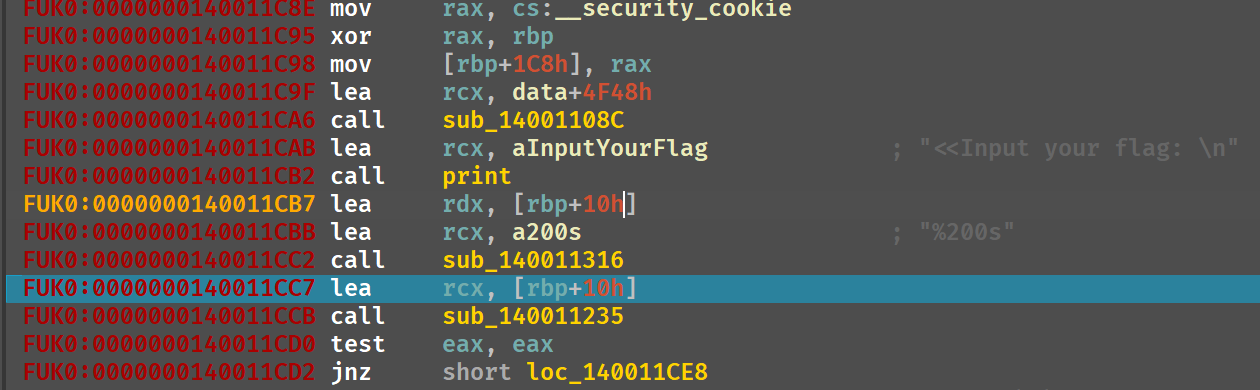 FUK0:0000000140011C8E mov rax, cs:__security_cookie
FUK0:0000000140011C95 xor rax, rbp
FUK0:0000000140011C98 mov [rbp+1C8h], rax
FUK0:0000000140011C9F lea rcx, data+4F48h
FUK0:0000000140011CA6 call sub_14001108C
FUK0:0000000140011CAB lea rcx, aInputYourFlag ; "<<Input your flag: \n"
FUK0:0000000140011CB2 call print
FUK0:0000000140011CB7 lea rdx, [rbp+10h]
FUK0:0000000140011CBB lea rcx, a200s ; "%200s"
FUK0:0000000140011CC2 call sub_140011316
FUK0:0000000140011CC7 lea rcx, [rbp+10h]
FUK0:0000000140011CCB call sub_140011235
FUK0:0000000140011CD0 test eax, eax
FUK0:0000000140011CD2 jnz short loc_140011CE8